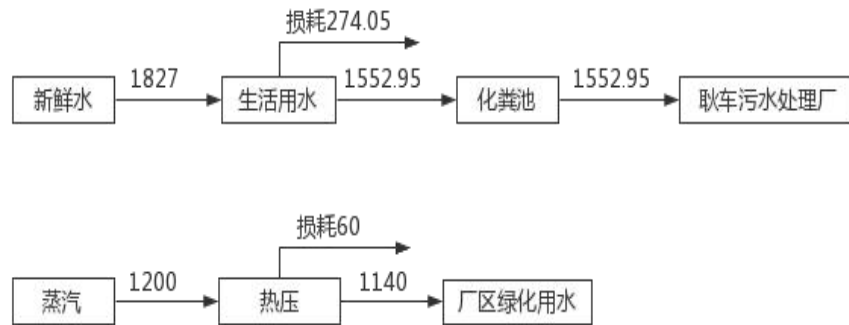 损耗274.05
新鲜水 1827 生活用水 1552.95 化粪池 1552.95 耿车污水处理厂
损耗60
蒸汽 1200 热压 1140 厂区绿化用水